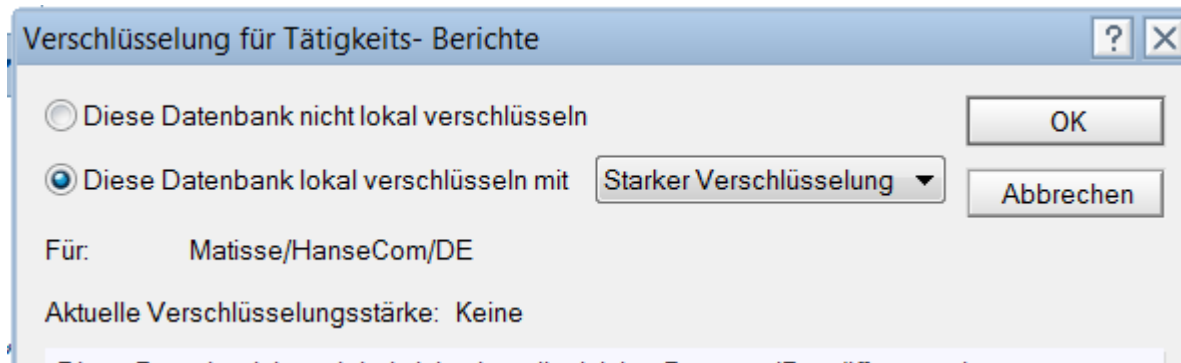 Verschlüsselung für Tätigkeits- Berichte
Diese Datenbank nicht lokal verschlüsseln
OK
Diese Datenbank lokal verschlüsseln mit Starker Verschlüsselung
Abbrechen
Für: Matisse/HanseCom/DE
Aktuelle Verschlüsselungsstärke: Keine